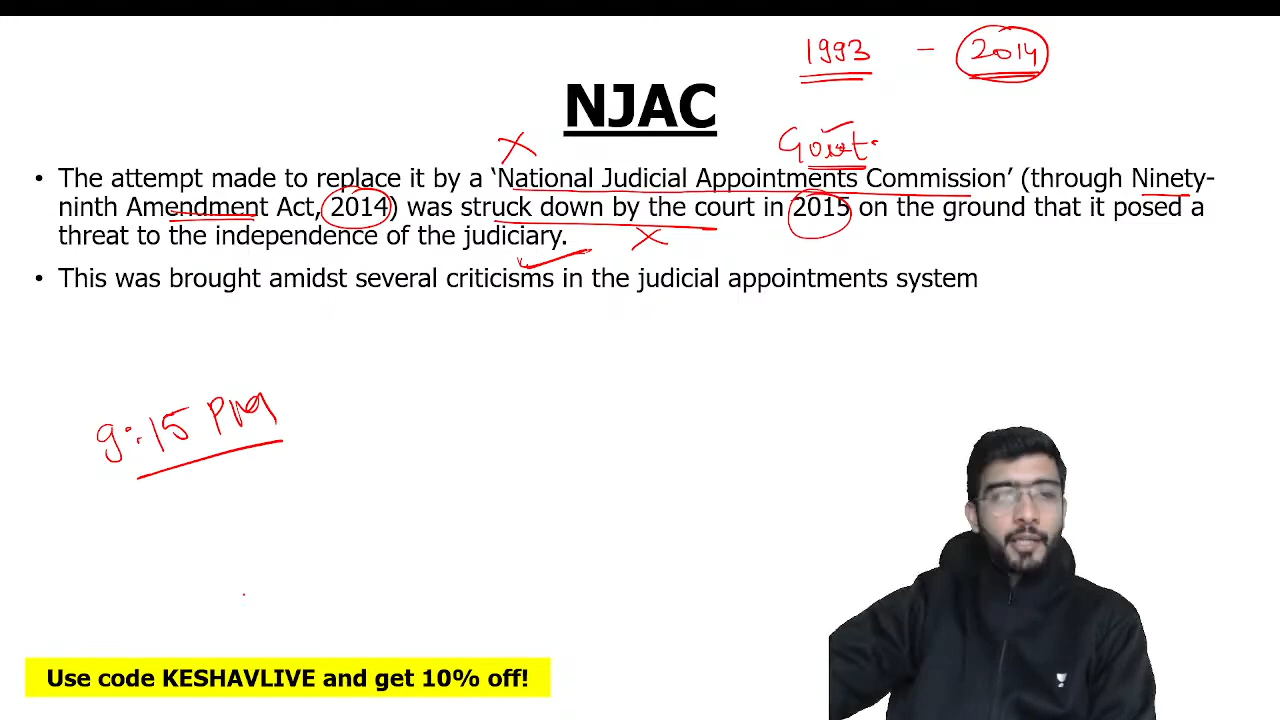 1993 - 2014
NJAC
Govt.
• The attempt made to replace it by a ‘National Judicial Appointments Commission’ (through Ninety-
ninth Amendment Act, 2014) was struck down by the court in 2015 on the ground that it posed a
threat to the independence of the judiciary.
• This was brought amidst several criticisms in the judicial appointments system
9:15 PM
Use code KESHAVLIVE and get 10% off!